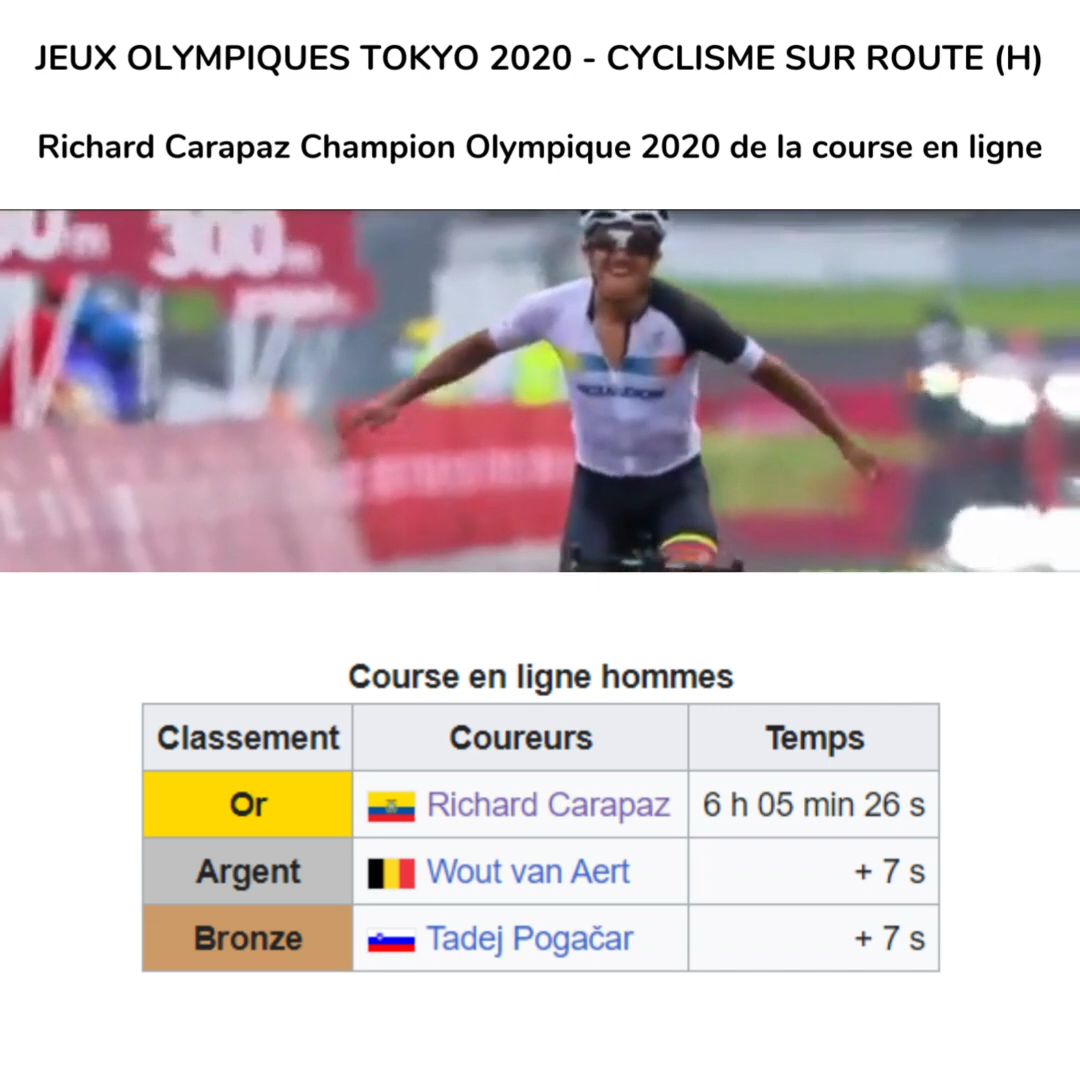 JEUX OLYMPIQUES TOKYO 2020 - CYCLISME SUR ROUTE (H)
Richard Carapaz Champion Olympique 2020 de la course en ligne
300m
ECUADOR
Course en ligne hommes
Classement Coureurs Temps
Or Richard Carapaz 6 h 05 min 26 s
Argent Wout van Aert + 7 s
Bronze Tadej Pogačar + 7 s